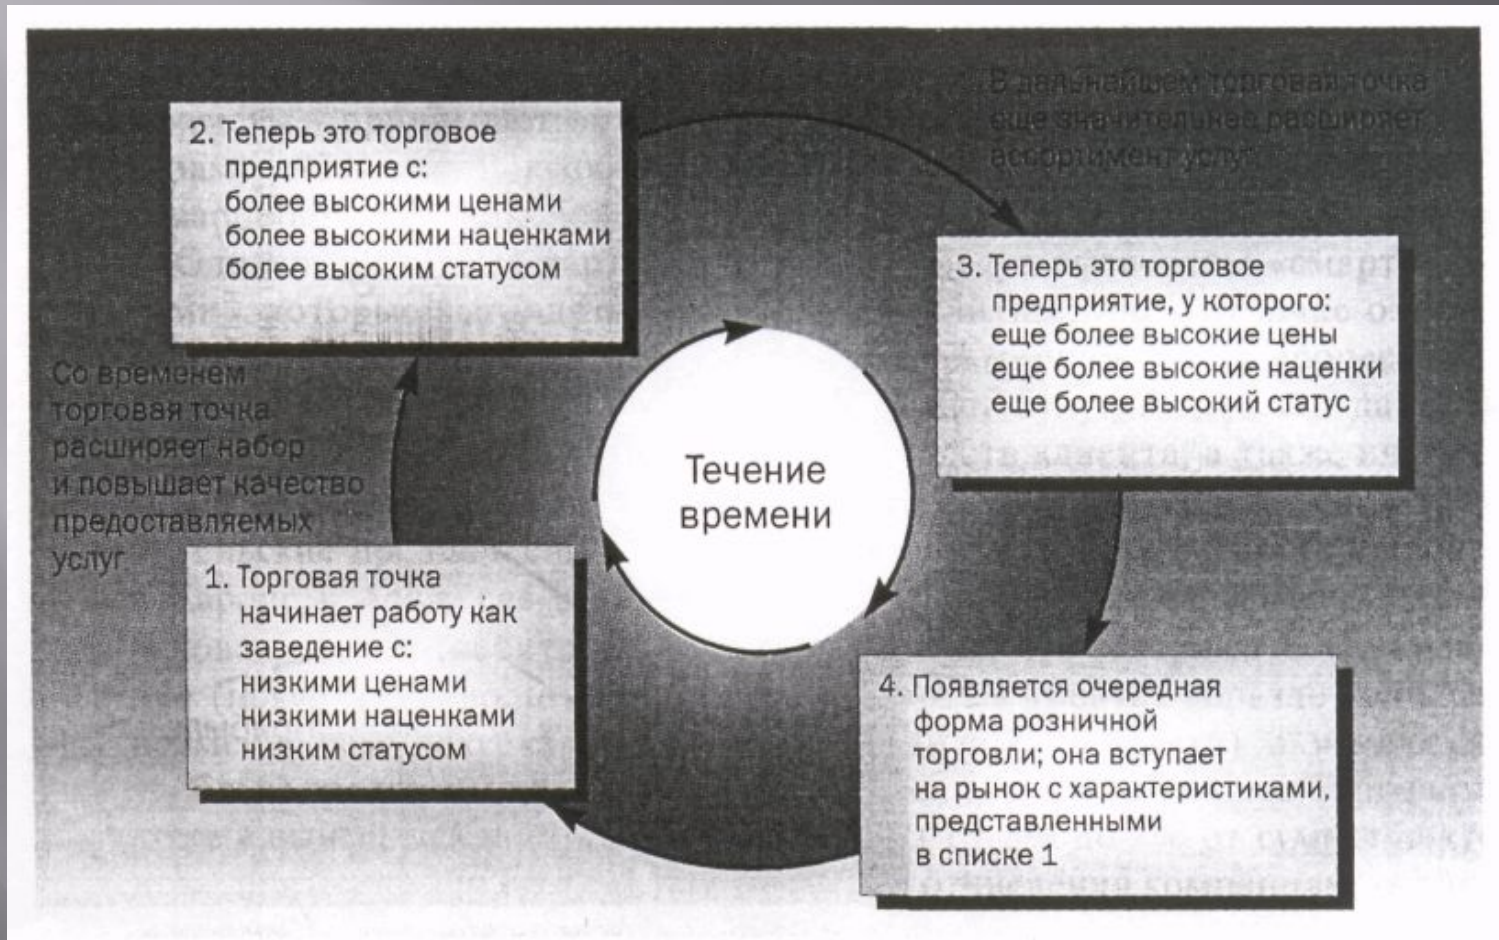 1. Торговая точка
начинает работу как
заведение с:
низкими ценами
низкими наценками
низким статусом
Со временем
торговая точка
расширяет набор
и повышает качество
предоставляемых
услуг
2. Теперь это торговое
предприятие с:
более высокими ценами
более высокими наценками
более высоким статусом
В дальнейшем торговая точка
еще значительнее расширяет
ассортимент услуг
3. Теперь это торговое
предприятие, у которого:
еще более высокие цены
еще более высокие наценки
еще более высокий статус
4. Появляется очередная
форма розничной
торговли; она вступает
на рынок с характеристиками,
представленными
в списке 1
Течение
времени